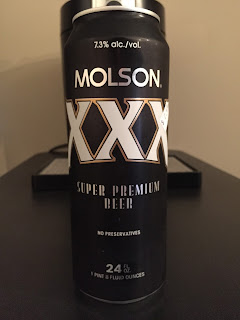 7.3% alc./vol.
MOLSON
XXX
SUPER PREMIUM
BEER
NO PRESERVATIVES
24
1 PINT 8 FLUID OUNCES